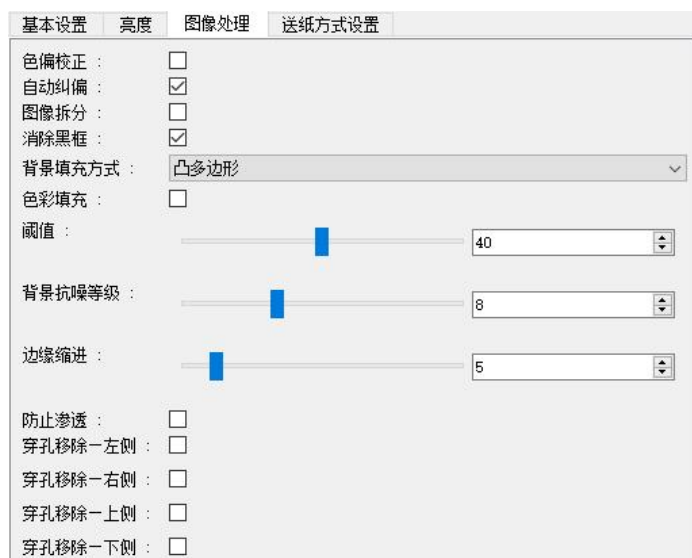 基本设置 亮度 图像处理 送纸方式设置
色偏校正 :
自动纠偏 :
图像拆分 :
消除黑框 :
背景填充方式 : 凸多边形
色彩填充 :
阈值 : 40
背景抗噪等级 : 8
边缘缩进 : 5
防止渗透 :
穿孔移除－左侧 :
穿孔移除－右侧 :
穿孔移除－上侧 :
穿孔移除－下侧 :